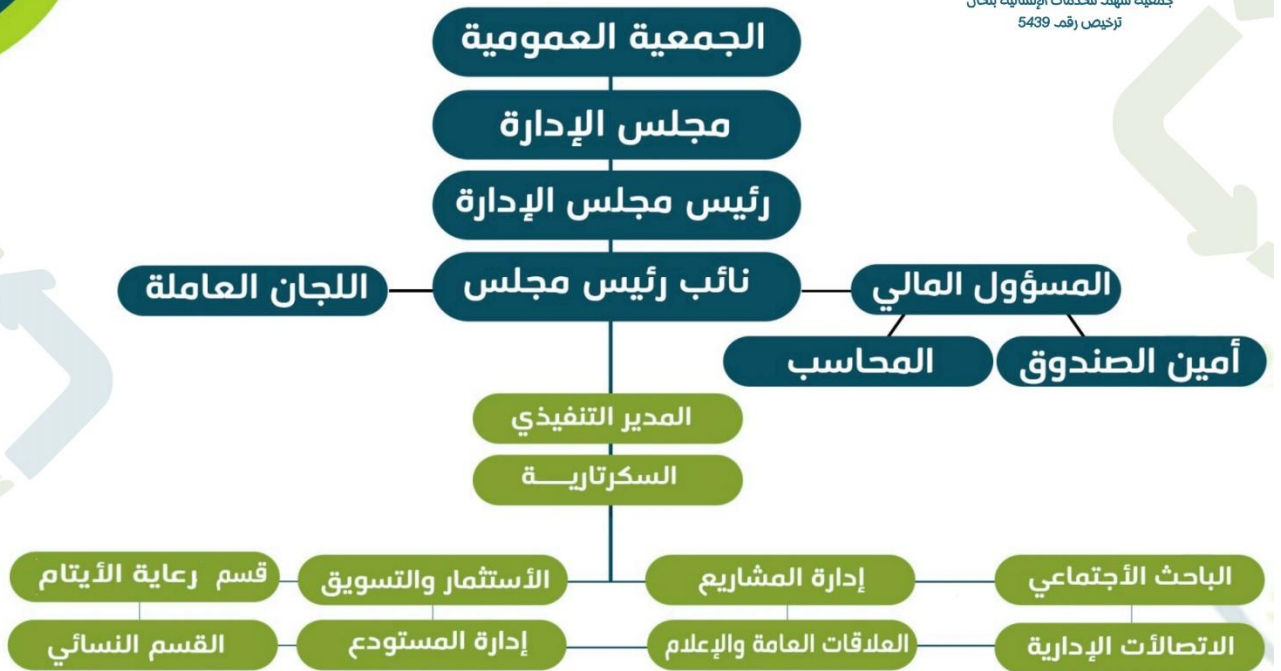 ترخيص رقم 5439
الجمعية العمومية
مجلس الإدارة
رئيس مجلس الإدارة
نائب رئيس مجلس
المسؤول المالي
اللجان العاملة
أمين الصندوق
المحاسب
المدير التنفيذي
السكرتاريـــة
الباحث الأجتماعي
إدارة المشاريع
الأستثمار والتسويق
قسم رعاية الأيتام
الاتصالأت الإدارية
العلاقات العامة والإعلام
إدارة المستودع
القسم النسائي